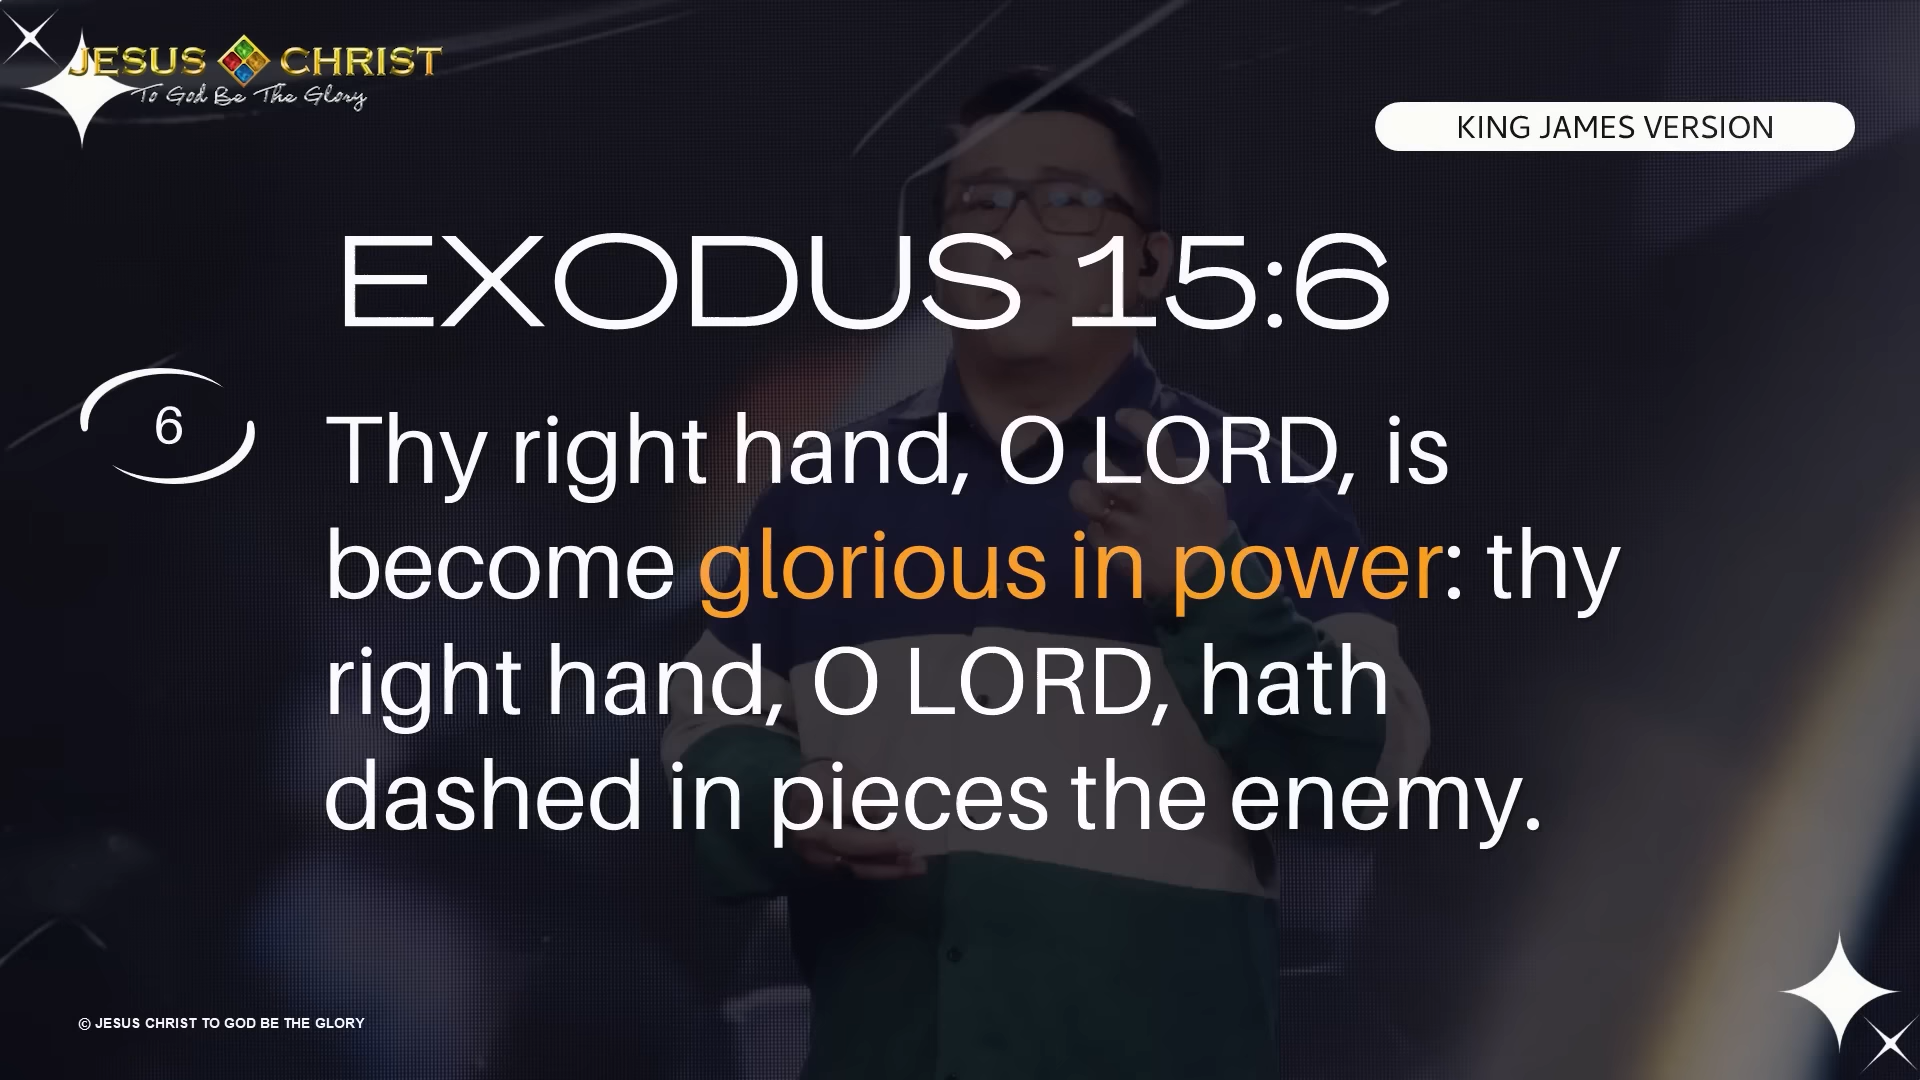 JESUS CHRIST
To God Be The Glory
KING JAMES VERSION
EXODUS 15:6
6
Thy right hand, O LORD, is
become glorious in power: thy
right hand, O LORD, hath
dashed in pieces the enemy.
© JESUS CHRIST TO GOD BE THE GLORY